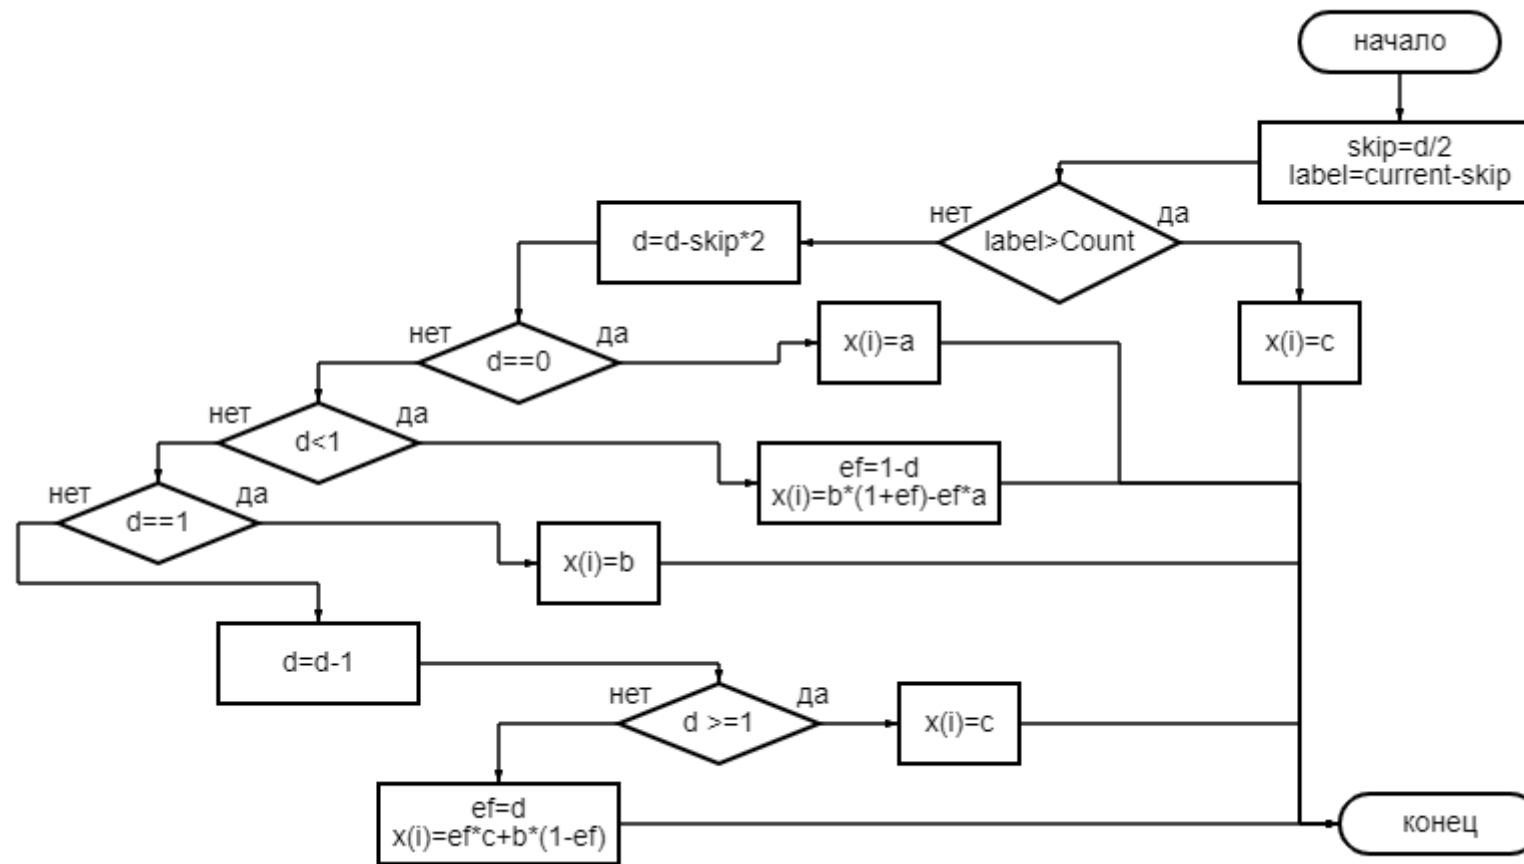 начало
skip=d/2
label=current-skip
нет
label>Count
да
d=d-skip*2
x(i)=c
нет
d==0
да
x(i)=a
нет
d<1
да
ef=1-d
x(i)=b*(1+ef)-ef*a
нет
d==1
да
x(i)=b
d=d-1
нет
d >=1
да
x(i)=c
ef=d
x(i)=ef*c+b*(1-ef)
конец